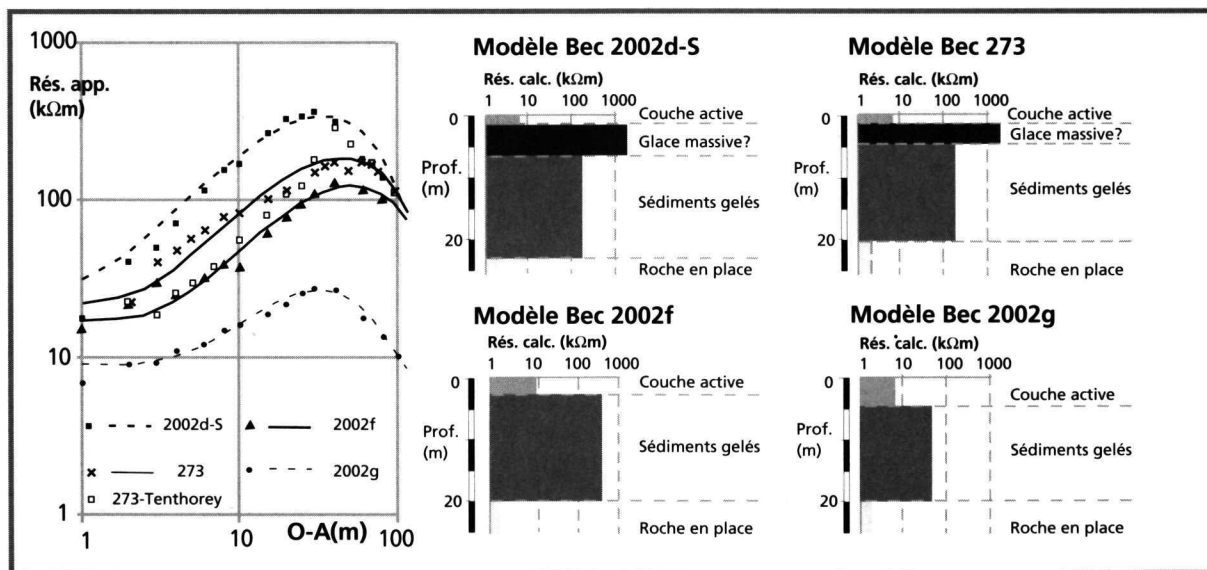 1000
Rés. app.
(kΩm)
100
10
1
1
10
O-A(m)
100
2002d-S
2002f
273
2002g
273-Tenthorey
Modèle Bec 2002d-S
Rés. calc. (kΩm)
1 10 100 1000
0
Prof.
(m)
20
Couche active
Glace massive?
Sédiments gelés
Roche en place
Modèle Bec 273
Rés. calc. (kΩm)
1 10 100 1000
0
Prof.
(m)
20
Couche active
Glace massive?
Sédiments gelés
Roche en place
Modèle Bec 2002f
Rés. calc. (kΩm)
1 10 100 1000
0
Prof.
(m)
20
Couche active
Sédiments gelés
Roche en place
Modèle Bec 2002g
Rés. calc. (kΩm)
1 10 100 1000
0
Prof.
(m)
20
Couche active
Sédiments gelés
Roche en place